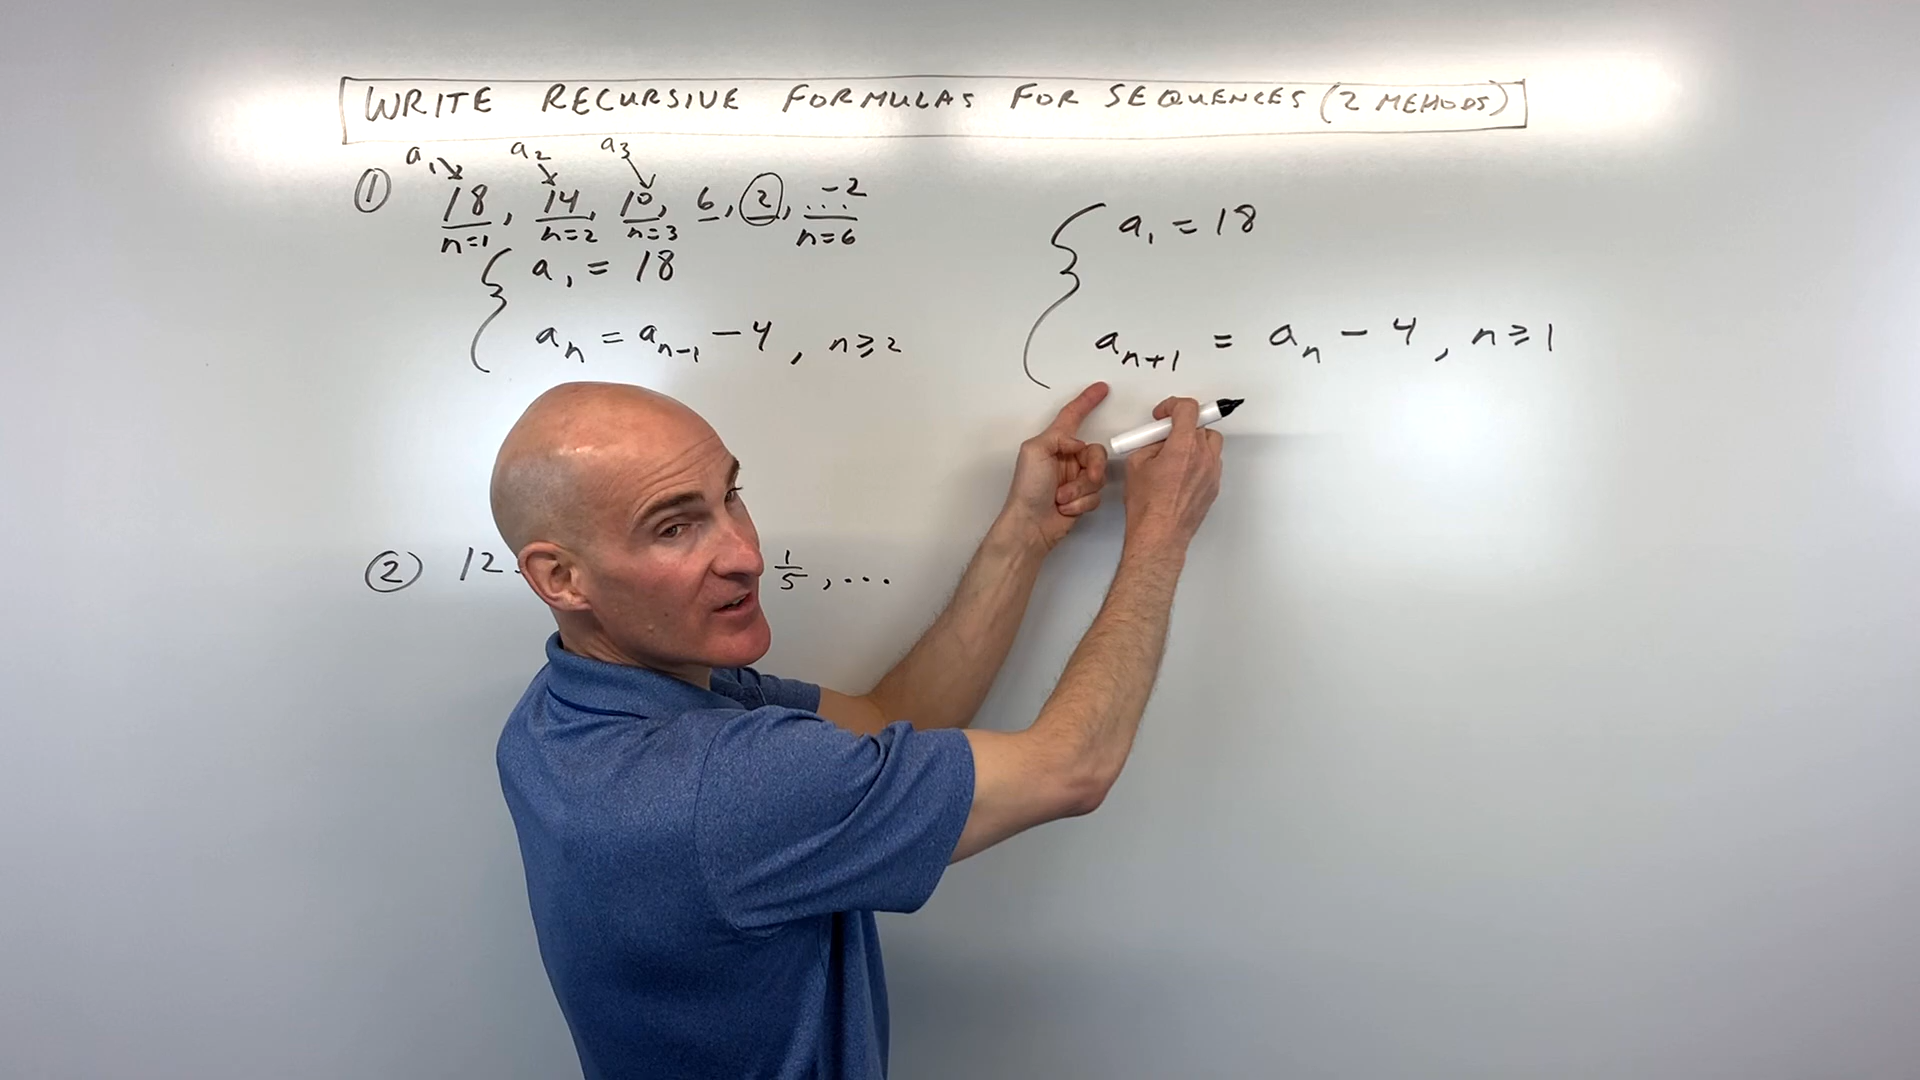 WRITE RECURSIVE FORMULAS FOR SEQUENCES (2 MEHODS)
a₁ a₂ a₃
① 18, 14, 10, 6, 2, ...-2
n=1 n=2 n=3 n=6
a₁ = 18
aₙ = aₙ₋₁ - 4, n≥2
a₁ = 18
aₙ₊₁ = aₙ - 4, n≥1
② 12 1/5, ...